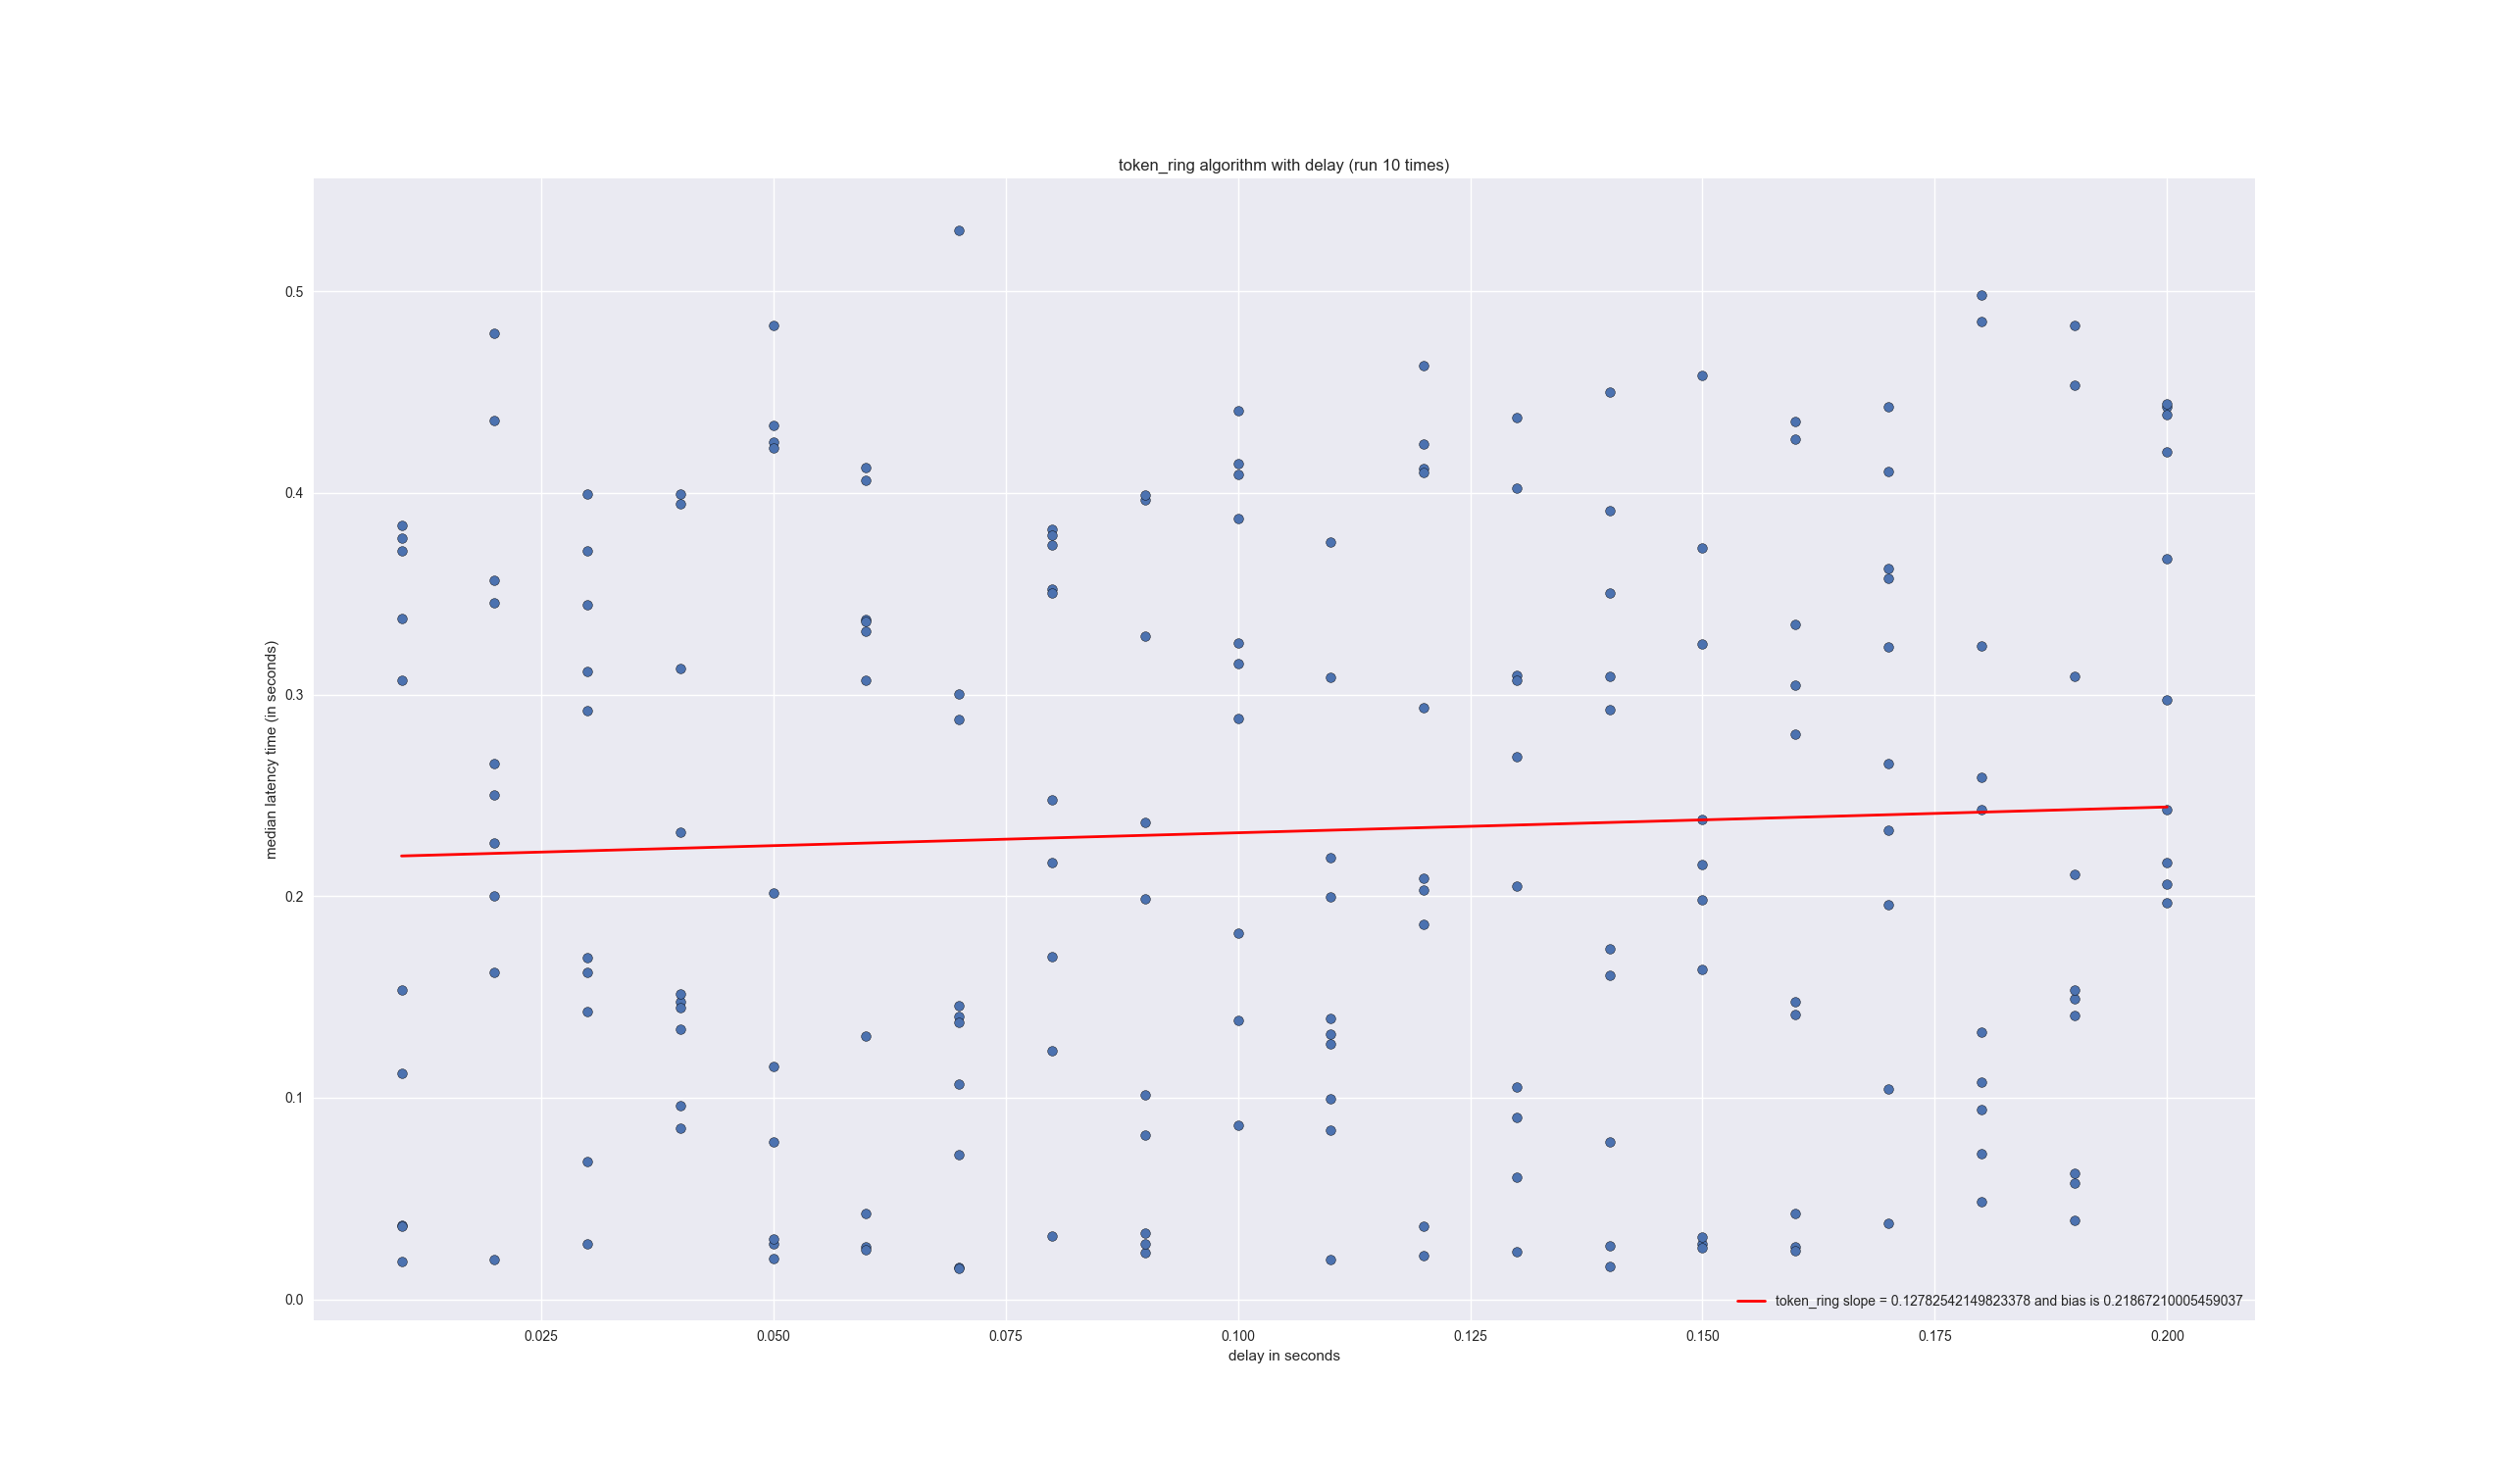 token_ring algorithm with delay (run 10 times)
median latency time (in seconds)
0.5
0.4
0.3
0.2
0.1
0.0
token_ring slope = 0.12782542149823378 and bias is 0.21867210005459037
0.025 0.050 0.075 0.100 0.125 0.150 0.175 0.200
delay in seconds